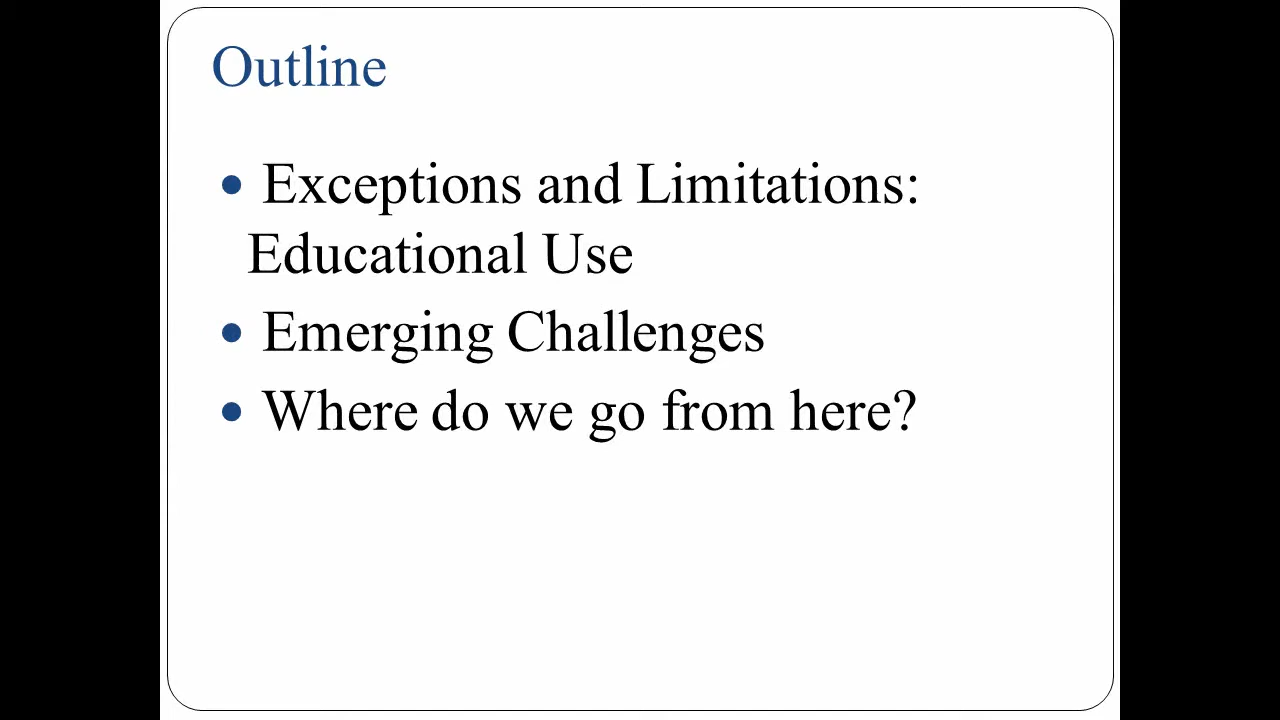 Outline
• Exceptions and Limitations:
Educational Use
• Emerging Challenges
• Where do we go from here?